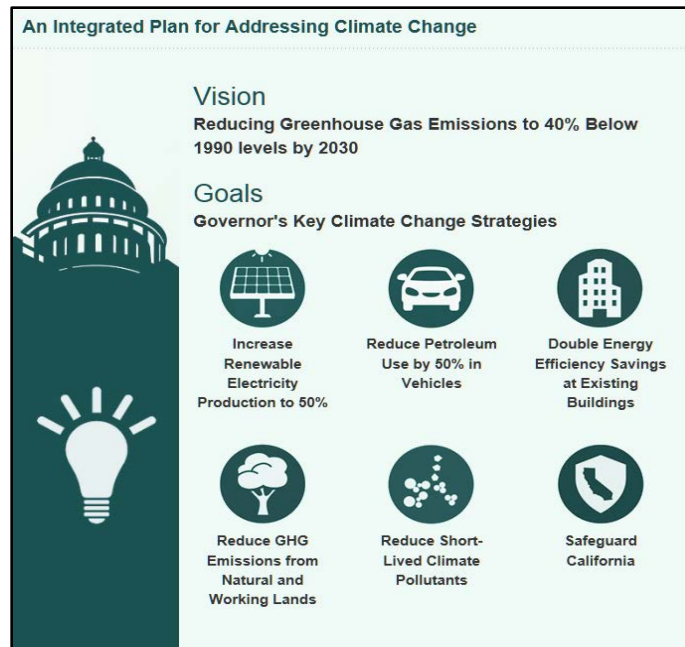 An Integrated Plan for Addressing Climate Change
Vision
Reducing Greenhouse Gas Emissions to 40% Below
1990 levels by 2030
Goals
Governor's Key Climate Change Strategies
Increase
Renewable
Electricity
Production to 50%
Reduce Petroleum
Use by 50% in
Vehicles
Double Energy
Efficiency Savings
at Existing
Buildings
Reduce GHG
Emissions from
Natural and
Working Lands
Reduce Short-
Lived Climate
Pollutants
Safeguard
California